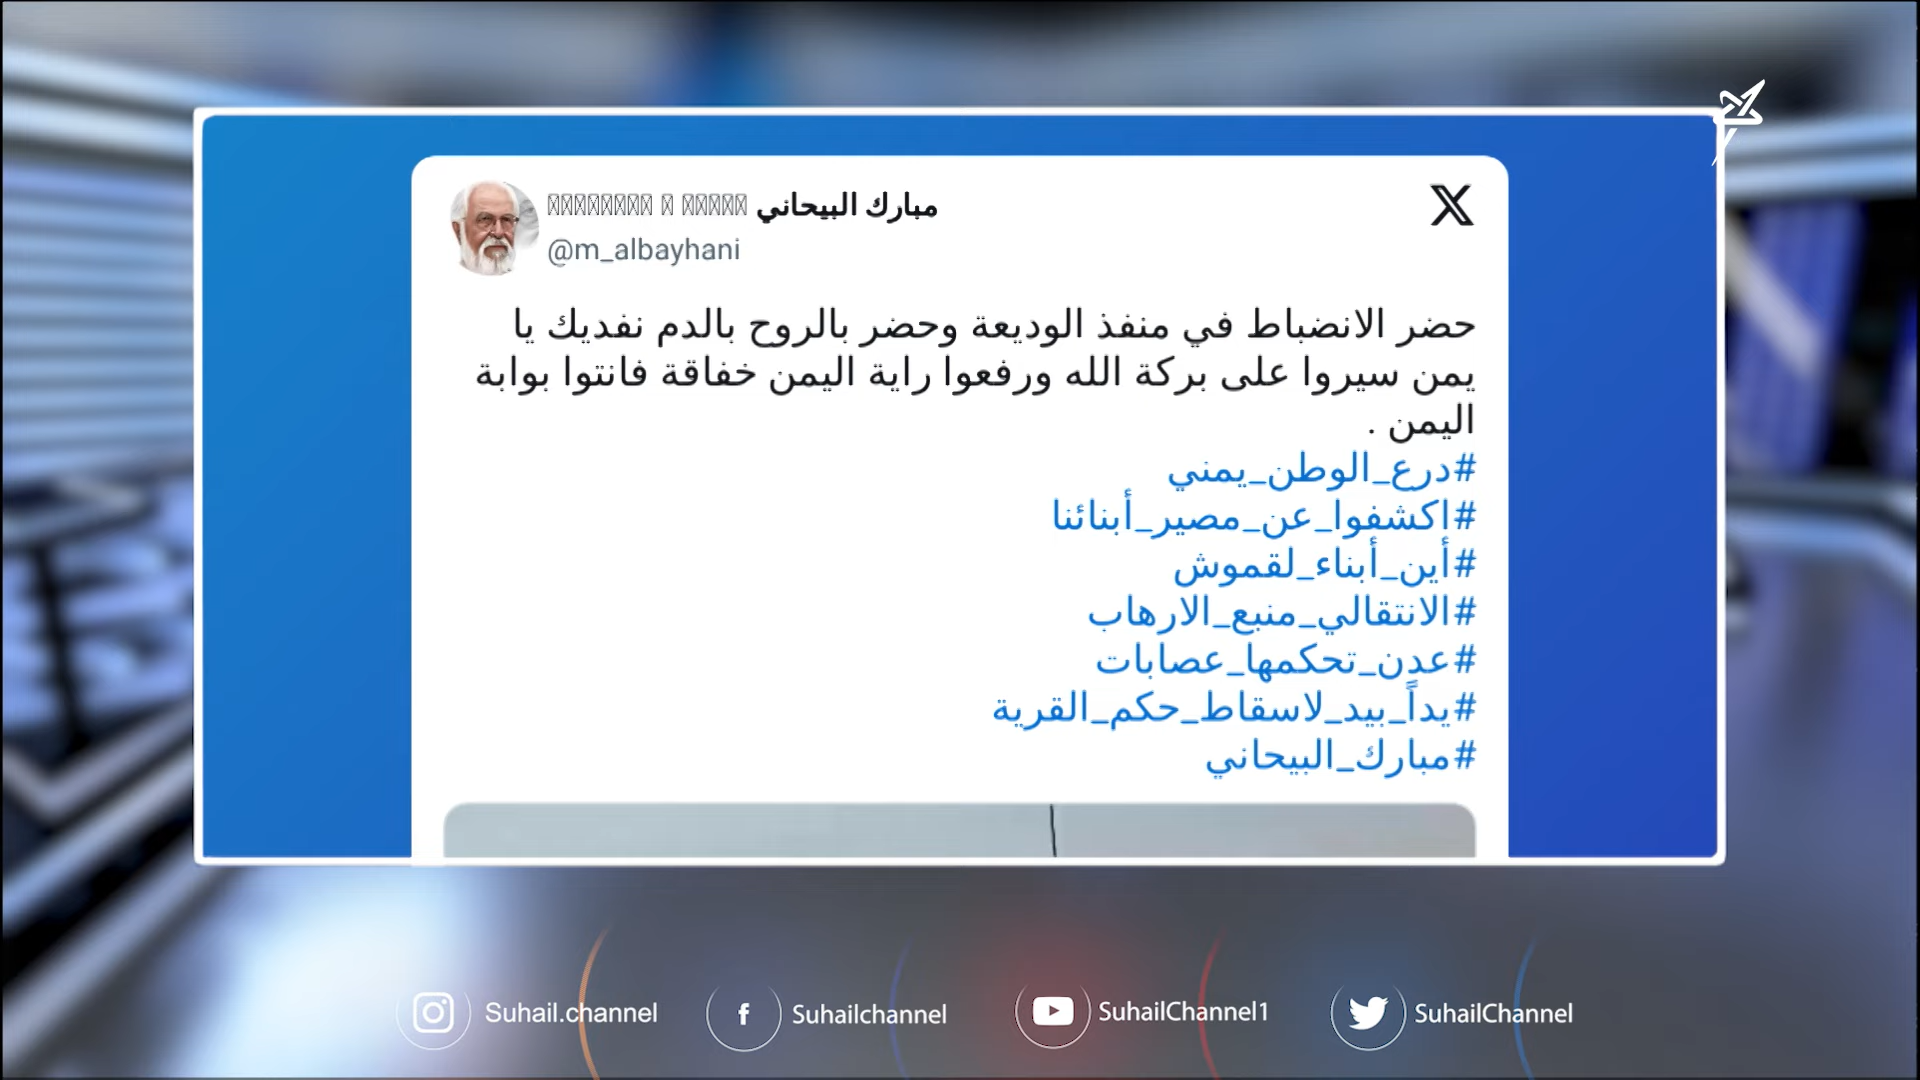 مبارك البيحاني
@m_albayhani
حضر الانضباط في منفذ الوديعة وحضر بالروح بالدم نفديك يا
يمن سيروا على بركة الله ورفعوا راية اليمن خفاقة فانتوا بوابة
اليمن .
#درع_الوطن_يمني
#اكشفوا_عن_مصير_أبنائنا
#أين_أبناء_لقموش
#الانتقالي_منبع_الارهاب
#عدن_تحكمها_عصابات
#يداً_بيد_لاسقاط_حكم_القرية
#مبارك_البيحاني
Suhail.channel
Suhailchannel
SuhailChannel1
SuhailChannel